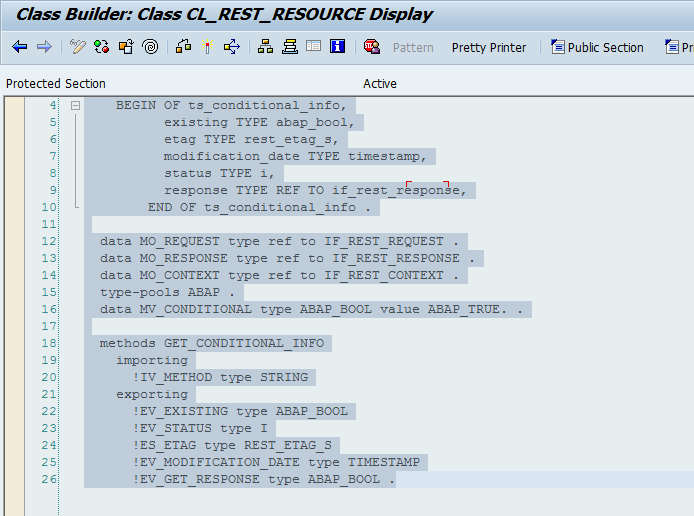 Class Builder: Class CL_REST_RESOURCE Display
Pattern Pretty Printer Public Section Pr
Protected Section Active
4 BEGIN OF ts_conditional_info,
5 existing TYPE abap_bool,
6 etag TYPE rest_etag_s,
7 modification_date TYPE timestamp,
8 status TYPE i,
9 response TYPE REF TO if_rest_response,
10 END OF ts_conditional_info .
11
12 data MO_REQUEST type ref to IF_REST_REQUEST .
13 data MO_RESPONSE type ref to IF_REST_RESPONSE .
14 data MO_CONTEXT type ref to IF_REST_CONTEXT .
15 type-pools ABAP .
16 data MV_CONDITIONAL type ABAP_BOOL value ABAP_TRUE. .
17
18 methods GET_CONDITIONAL_INFO
19 importing
20 !IV_METHOD type STRING
21 exporting
22 !EV_EXISTING type ABAP_BOOL
23 !EV_STATUS type I
24 !ES_ETAG type REST_ETAG_S
25 !EV_MODIFICATION_DATE type TIMESTAMP
26 !EV_GET_RESPONSE type ABAP_BOOL .